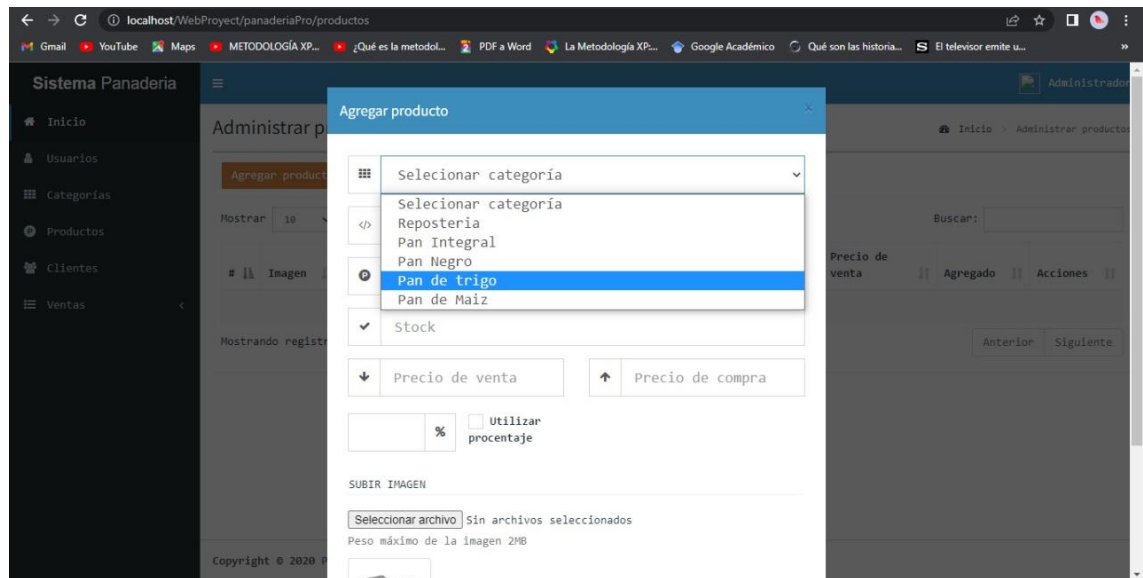 localhost/WebProyect/panaderiaPro/productos
Gmail YouTube Maps METODOLOGÍA XP... ¿Qué es la metodol... PDF a Word La Metodología XP:... Google Académico Qué son las historia... El televisor emite u... »
Sistema Panaderia
Administrador
Agregar producto
x
Inicio
Administrar p
Inicio > Administrar productos
Usuarios
Agregar product
Selecionar categoría
Categorías
Selecionar categoría
Mostrar 10
Reposteria
Buscar:
Productos
Pan Integral
Pan Negro
Precio de
venta
Clientes
# Imagen
Pan de trigo
Agregado Acciones
Pan de Maiz
Ventas
Stock
Mostrando registr
Anterior Siguiente
Precio de venta
Precio de compra
% Utilizar
procentaje
SUBIR IMAGEN
Seleccionar archivo Sin archivos seleccionados
Peso máximo de la imagen 2MB
Copyright © 2020 P